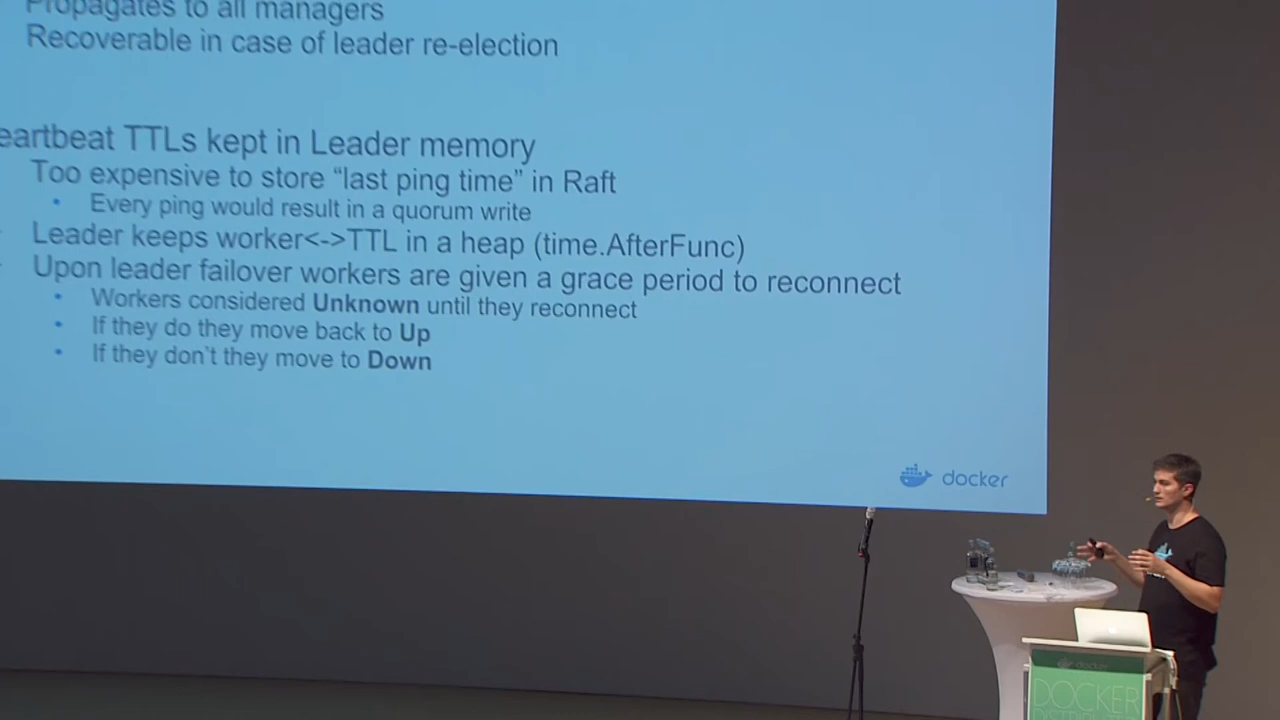 Propagates to all managers
Recoverable in case of leader re-election
eartbeat TTLs kept in Leader memory
Too expensive to store “last ping time” in Raft
• Every ping would result in a quorum write
Leader keeps worker<->TTL in a heap (time.AfterFunc)
Upon leader failover workers are given a grace period to reconnect
• Workers considered Unknown until they reconnect
• If they do they move back to Up
• If they don’t they move to Down
docker
docker
DOCKER